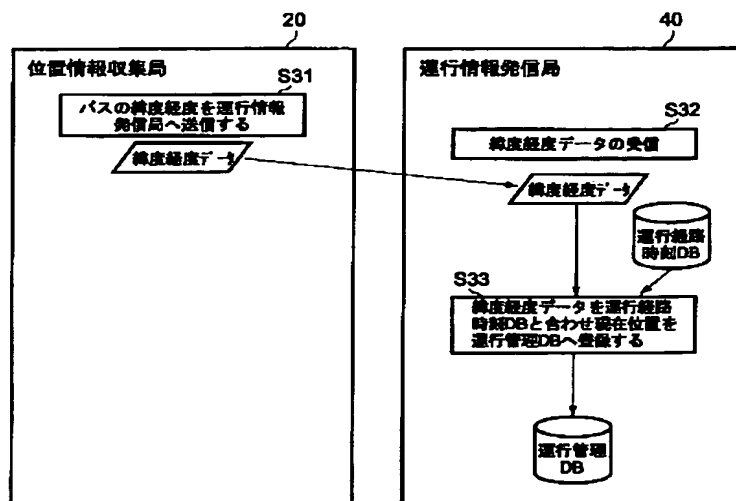 20
位置情報収集局
S31
バスの緯度経度を運行情報
発信局へ送信する
緯度経度データ
40
運行情報発信局
S32
緯度経度データの受信
緯度経度データ
運行経路
時刻DB
S33
緯度経度データを運行経路
時刻DBと合わせ現在位置を
運行管理DBへ登録する
運行管理
DB